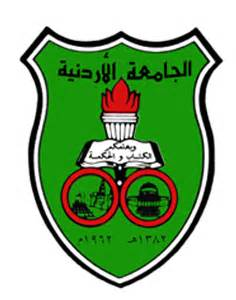 الجامعة الأردنية
ويعلمكم
الكتاب والحكمة
١٩٦٢م ١٣٨٢هـ